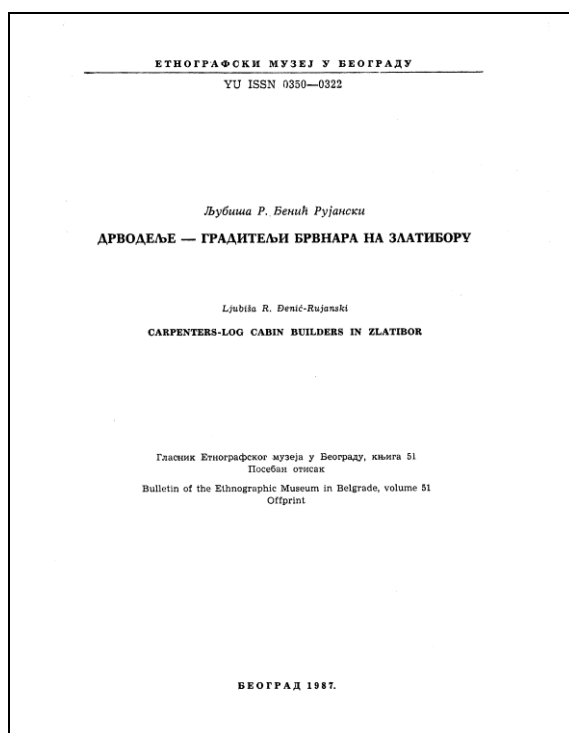 ЕТНОГРАФСКИ МУЗЕЈ У БЕОГРАДУ
YU ISSN 0350—0322
Љубиша Р. Ђенић Рујански
ДРВОДЕЉЕ — ГРАДИТЕЉИ БРВНАРА НА ЗЛАТИБОРУ
Ljubiša R. Đenić-Rujanski
CARPENTERS-LOG CABIN BUILDERS IN ZLATIBOR
Гласник Етнографског музеја у Београду, књига 51
Посебан отисак
Bulletin of the Ethnographic Museum in Belgrade, volume 51
Offprint
БЕОГРАД 1987.